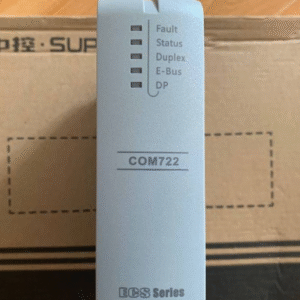 中控·SUP
Fault
Status
Duplex
E-Bus
DP
COM722
ECS Series